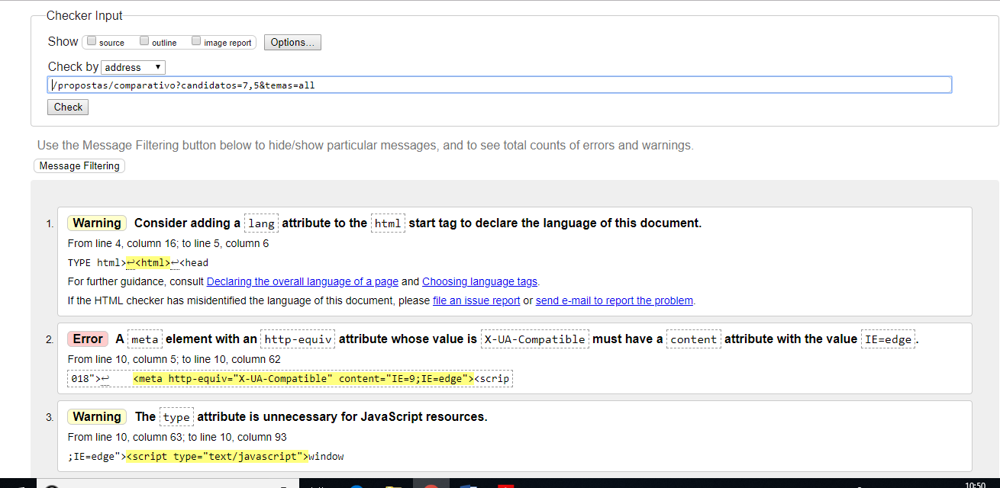 Checker Input
Show source outline image report Options...
Check by address
/propostas/comparativo?candidatos=7,5&temas=all
Check
Use the Message Filtering button below to hide/show particular messages, and to see total counts of errors and warnings.
Message Filtering
1. Warning Consider adding a lang attribute to the html start tag to declare the language of this document.
From line 4, column 16; to line 5, column 6
TYPE html>↩<html>↩<head
For further guidance, consult Declaring the overall language of a page and Choosing language tags.
If the HTML checker has misidentified the language of this document, please file an issue report or send e-mail to report the problem.
2. Error A meta element with an http-equiv attribute whose value is X-UA-Compatible must have a content attribute with the value IE=edge.
From line 10, column 5; to line 10, column 62
018">↩ <meta http-equiv="X-UA-Compatible" content="IE=9;IE=edge"><scrip
3. Warning The type attribute is unnecessary for JavaScript resources.
From line 10, column 63; to line 10, column 93
;IE=edge"><script type="text/javascript">window
10:50